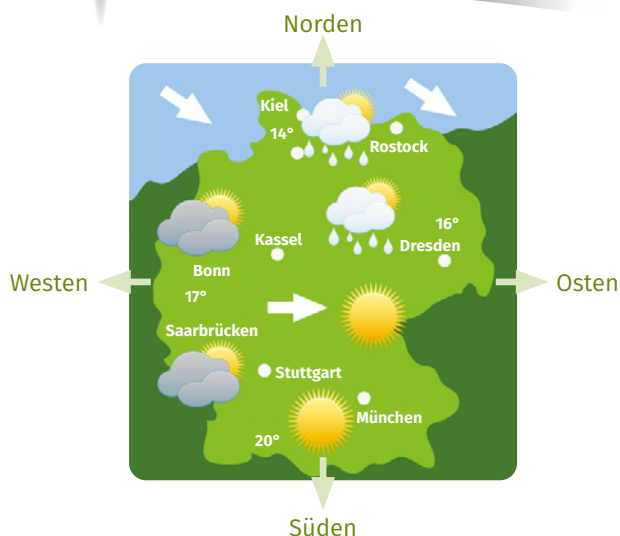 Norden
Kiel
14°
Rostock
16°
Kassel
Dresden
Bonn
Westen
Osten
17°
Saarbrücken
Stuttgart
München
20°
Süden